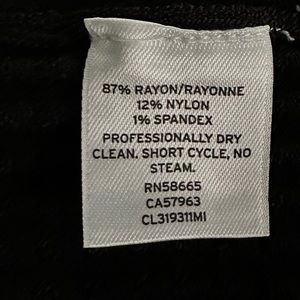 87% RAYON/RAYONNE
12% NYLON
1% SPANDEX
PROFESSIONALLY DRY
CLEAN. SHORT CYCLE, NO
STEAM.
RN58665
CA57963
CL319311MI